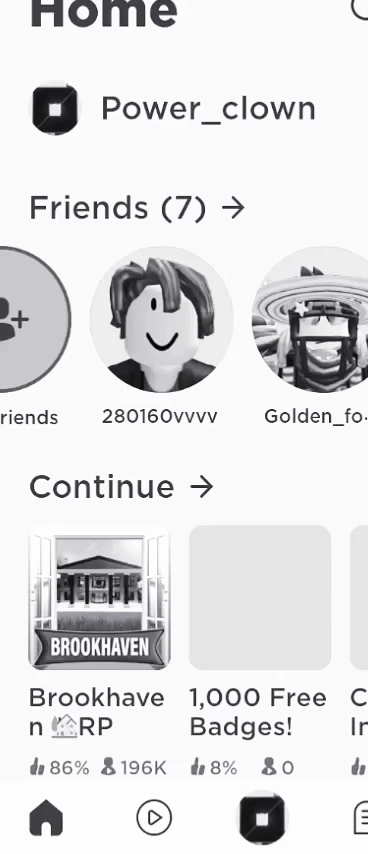 Home
Power_clown
Friends (7) →
riends
280160vvvv
Golden_fo..
Continue →
BROOKHAVEN
Brookhave
n 🏠RP
86% 196K
1,000 Free
Badges!
8% 0
C
In